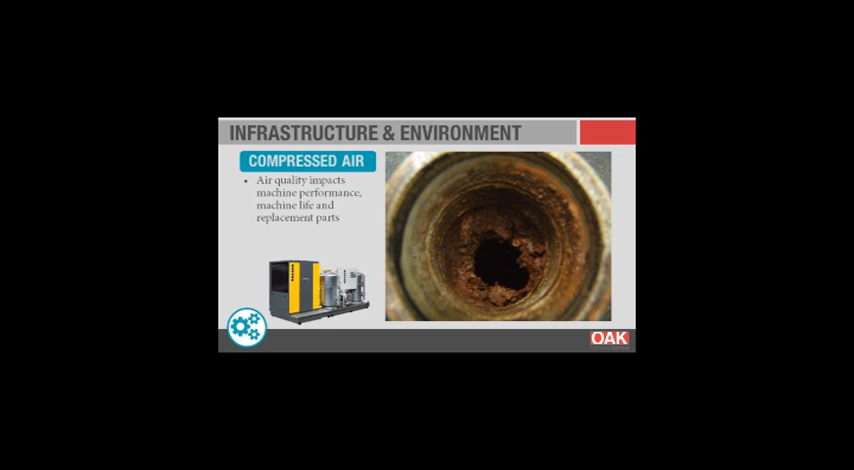 INFRASTRUCTURE & ENVIRONMENT
COMPRESSED AIR
• Air quality impacts
machine performance,
machine life and
replacement parts
OAK